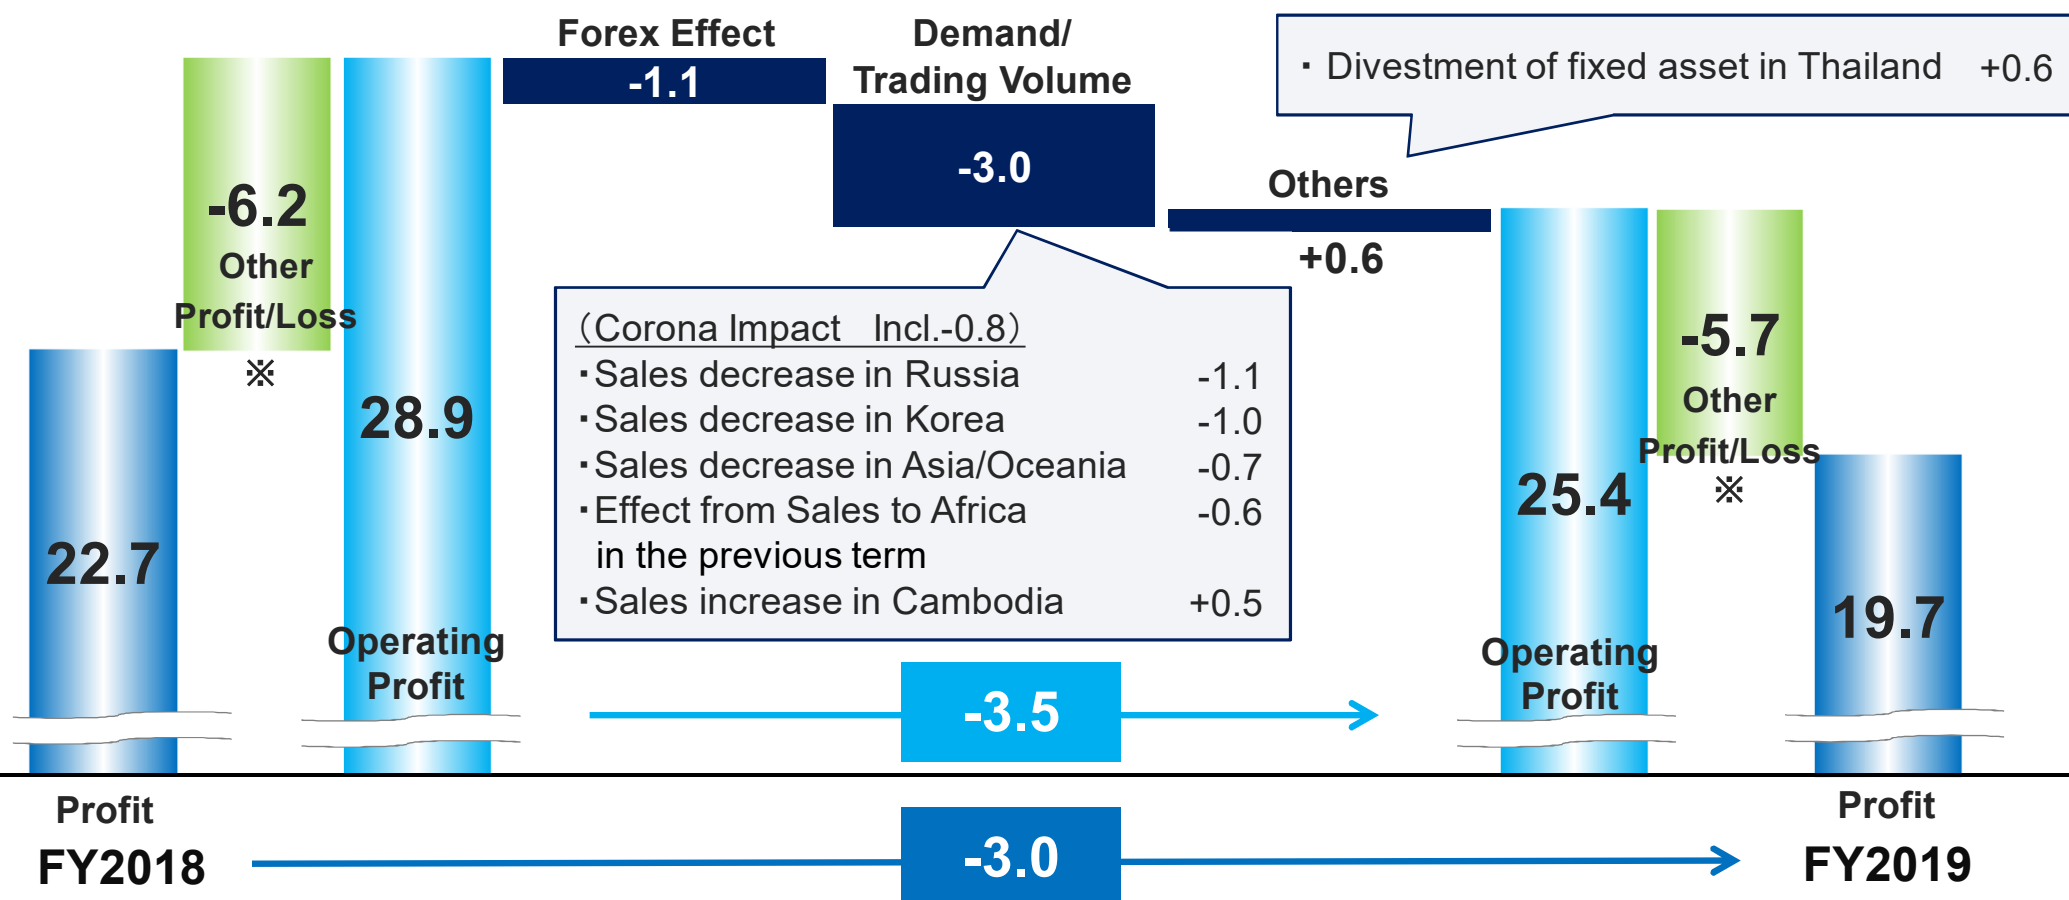 Forex Effect
-1.1
Demand/
Trading Volume
-3.0
・Divestment of fixed asset in Thailand +0.6
Others
+0.6
-6.2
Other
Profit/Loss
※
28.9
Operating
Profit
22.7
（Corona Impact　Incl.-0.8）
・Sales decrease in Russia -1.1
・Sales decrease in Korea -1.0
・Sales decrease in Asia/Oceania -0.7
・Effect from Sales to Africa -0.6
in the previous term
・Sales increase in Cambodia +0.5
25.4
Operating
Profit
-5.7
Other
Profit/Loss
※
19.7
-3.5
Profit
FY2018
-3.0
Profit
FY2019